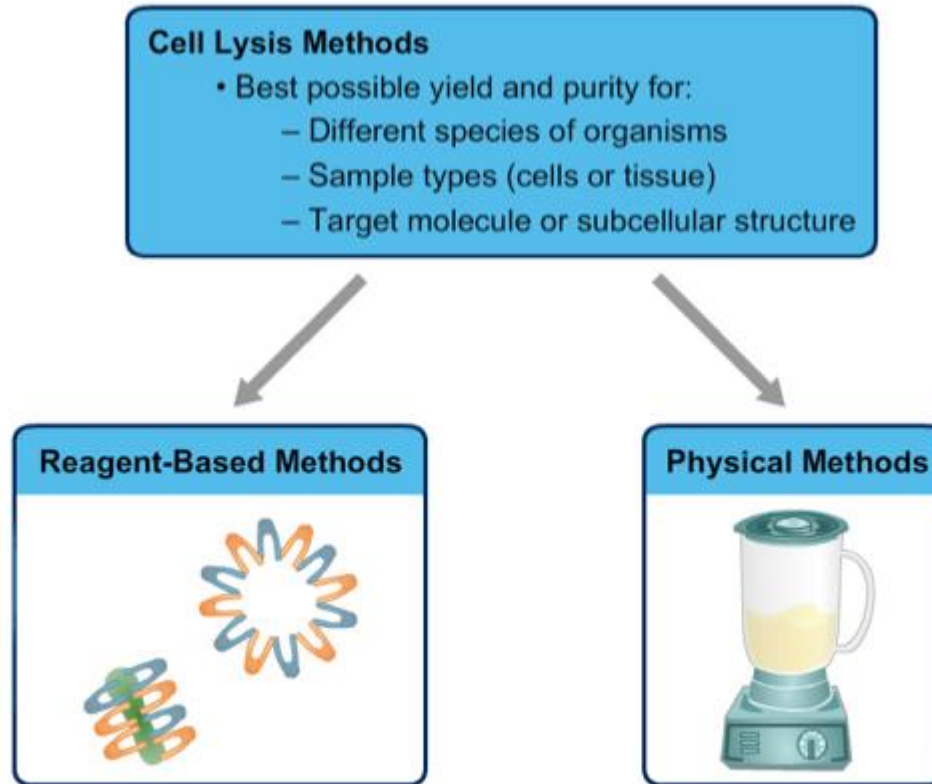 Cell Lysis Methods
• Best possible yield and purity for:
– Different species of organisms
– Sample types (cells or tissue)
– Target molecule or subcellular structure
Reagent-Based Methods
Physical Methods